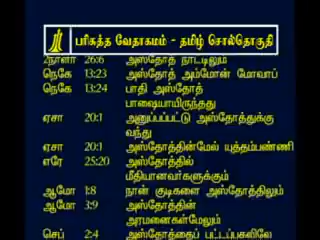 பரிசுத்த வேதாகமம் - தமிழ் சொல்தொகுதி
2நாளா 26:6 அஸ்தோத் நாட்டிலும்
நெகே 13:23 அஸ்தோத் அம்மோன் மோவாப்
நெகே 13:24 பாதி அஸ்தோத்
பாஷையாயிருந்தது
ஏசா 20:1 அனுப்பப்பட்டு அஸ்தோத்துக்கு
வந்து
ஏசா 20:1 அஸ்தோத்தின்மேல் யுத்தம்பண்ணி
எரே 25:20 அஸ்தோத்தில்
மீதியானவர்களுக்கும்
ஆமோ 1:8 நான் குடிகளை அஸ்தோத்திலும்
ஆமோ 3:9 அஸ்தோத்தின்
அரமனைகள்மேலும்
செப் 2:4 அஸ்தோத்தைப் பட்டப்பகலிலே